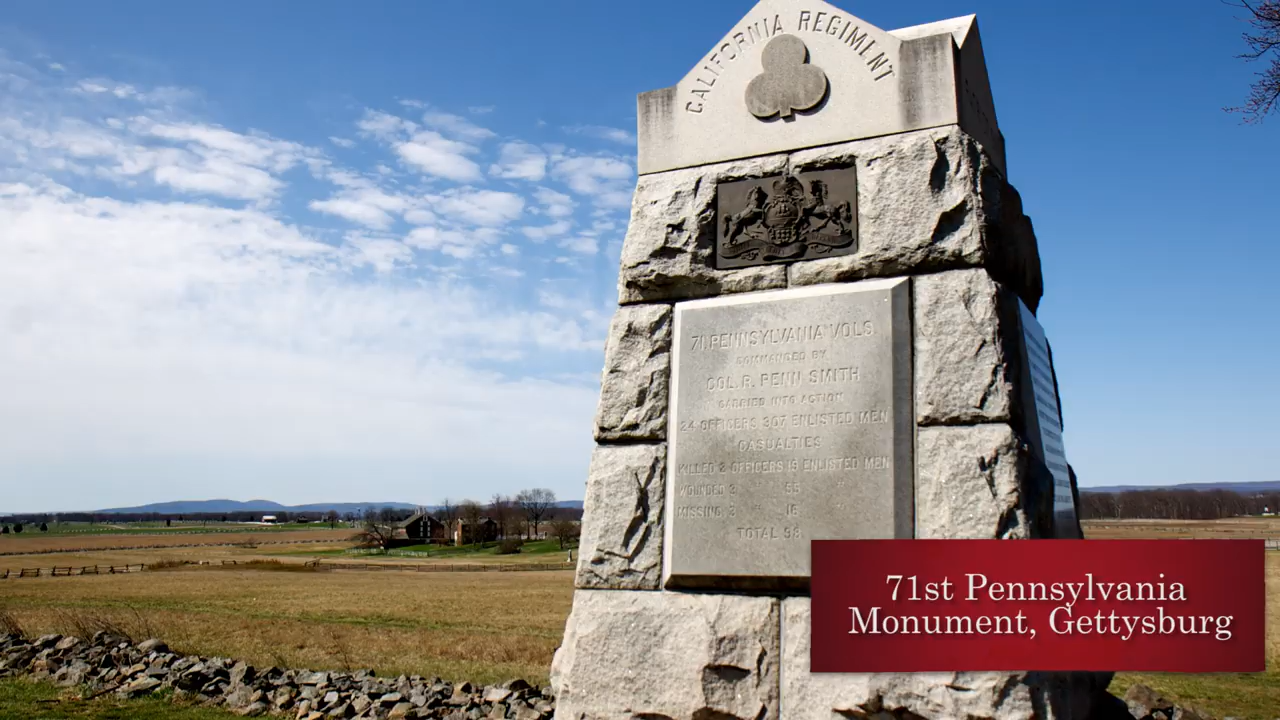 CALIFORNIA REGIMENT
71. PENNSYLVANIA VOLS.
COMMANDED BY
COL. R. PENN SMITH
CARRIED INTO ACTION
24 OFFICERS 307 ENLISTED MEN
CASUALTIES
KILLED 2 OFFICERS 19 ENLISTED MEN
WOUNDED 3 " 55 "
MISSING 3 " 16 "
TOTAL 98
71st Pennsylvania
Monument, Gettysburg